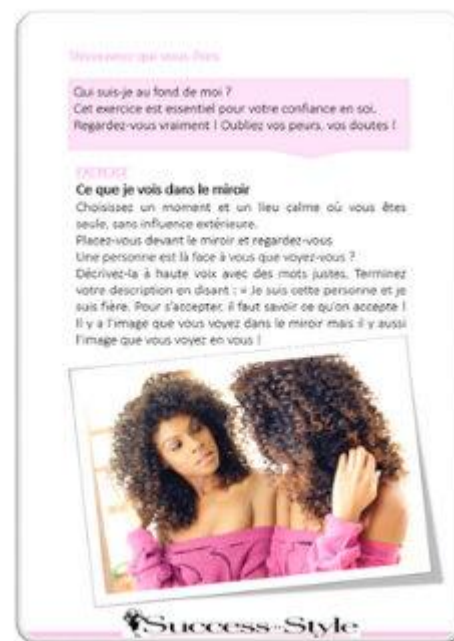 qui vous êtes
Qui suis-je au fond de moi ?
Cet exercice est essentiel pour votre confiance en soi.
Regardez-vous vraiment ! Oubliez vos peurs, vos doutes !
EXERCICE
Ce que je vois dans le miroir
Choisissez un moment et un lieu calme où vous êtes
seule, sans influence extérieure.
Placez-vous devant le miroir et regardez-vous
Une personne est là face à vous que voyez-vous ?
Décrivez-la à haute voix avec des mots justes. Terminez
votre description en disant : « Je suis cette personne et je
suis fière. Pour s'accepter, il faut savoir ce qu'on accepte !
Il y a l'image que vous voyez dans le miroir mais il y aussi
l'image que vous voyez en vous !
Success Style